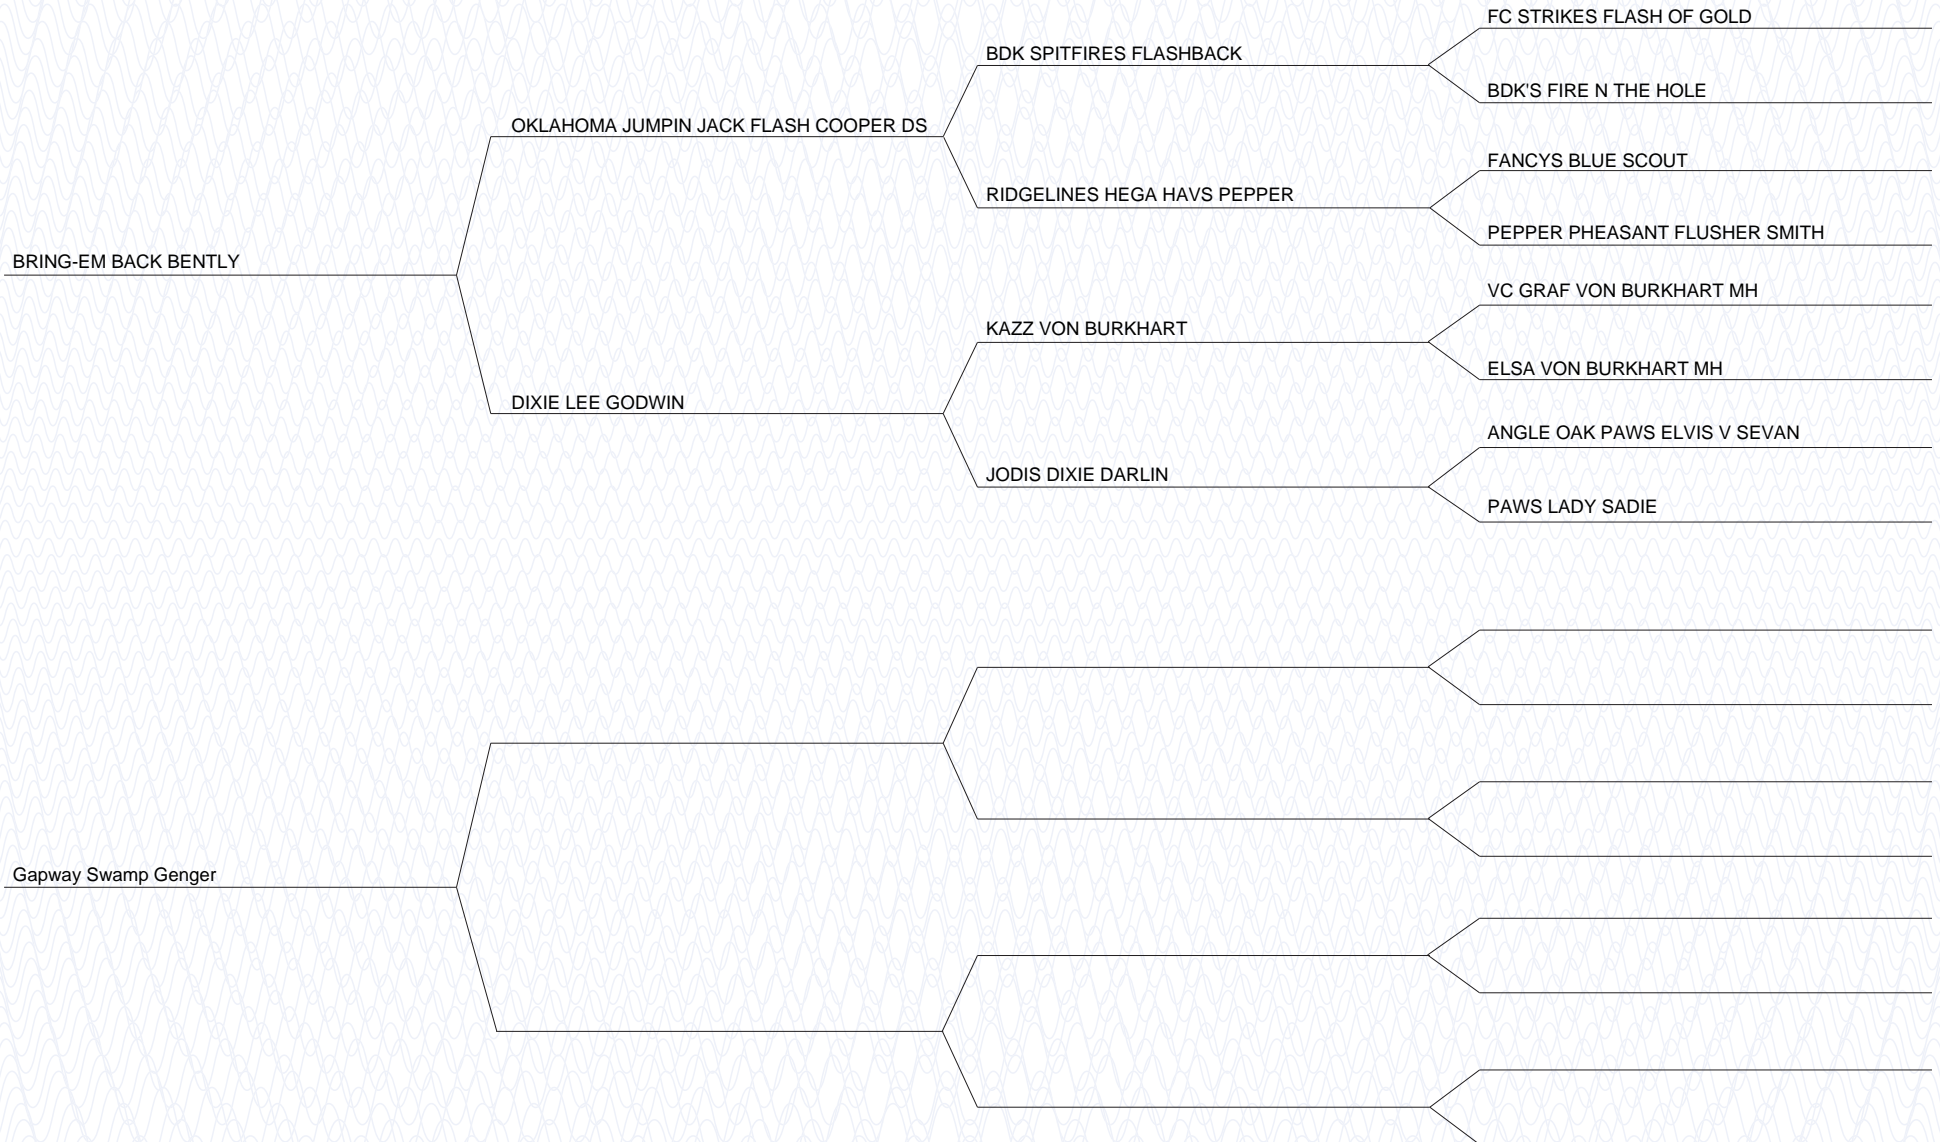 FC STRIKES FLASH OF GOLD
BDK SPITFIRES FLASHBACK
BDK'S FIRE N THE HOLE
OKLAHOMA JUMPIN JACK FLASH COOPER DS
FANCYS BLUE SCOUT
RIDGELINES HEGA HAVS PEPPER
PEPPER PHEASANT FLUSHER SMITH
BRING-EM BACK BENTLY
VC GRAF VON BURKHART MH
KAZZ VON BURKHART
ELSA VON BURKHART MH
DIXIE LEE GODWIN
ANGLE OAK PAWS ELVIS V SEVAN
JODIS DIXIE DARLIN
PAWS LADY SADIE
Gapway Swamp Genger